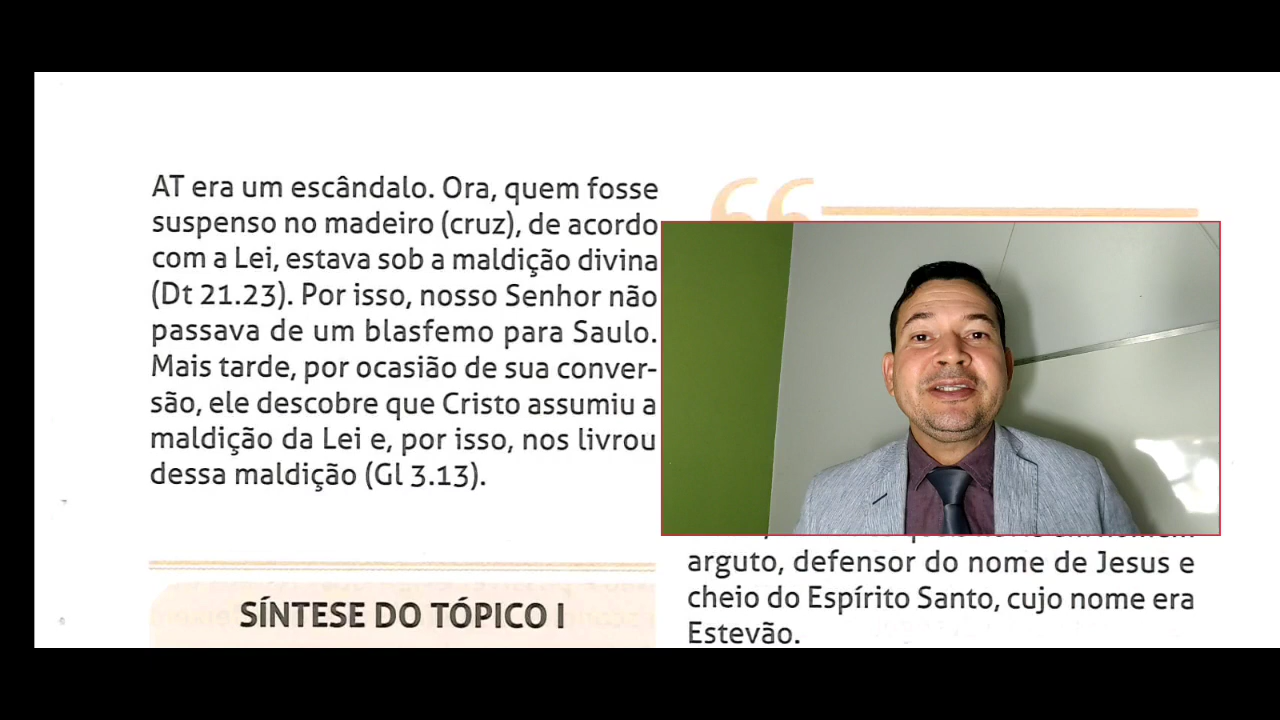 AT era um escândalo. Ora, quem fosse
suspenso no madeiro (cruz), de acordo
com a Lei, estava sob a maldição divina
(Dt 21.23). Por isso, nosso Senhor não
passava de um blasfemo para Saulo.
Mais tarde, por ocasião de sua conver-
são, ele descobre que Cristo assumiu a
maldição da Lei e, por isso, nos livrou
dessa maldição (Gl 3.13).
SÍNTESE DO TÓPICO I
“
arguto, defensor do nome de Jesus e
cheio do Espírito Santo, cujo nome era
Estevão.